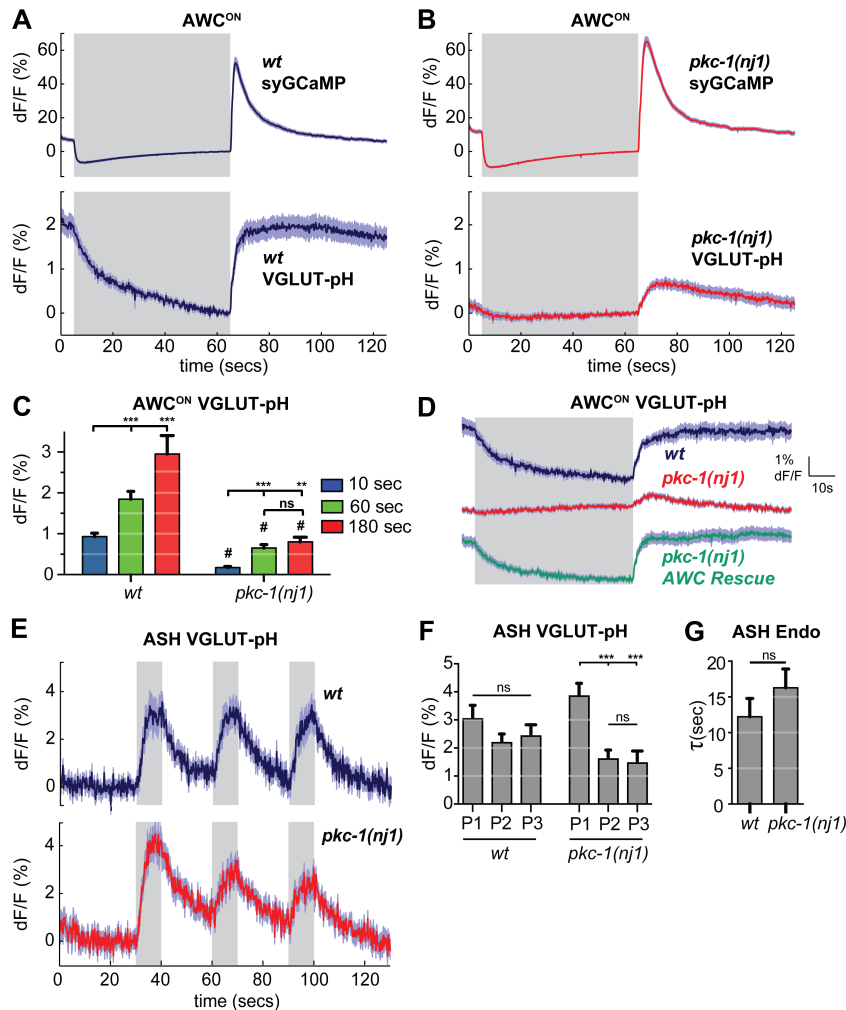 A
AWC^ON
dF/F (%)
60
40
20
0
wt
syGCaMP
dF/F (%)
2
1
0
wt
VGLUT-pH
0 20 40 60 80 100 120
time (secs)
B
AWC^ON
dF/F (%)
60
40
20
0
pkc-1(nj1)
syGCaMP
dF/F (%)
2
1
0
pkc-1(nj1)
VGLUT-pH
0 20 40 60 80 100 120
time (secs)
C
AWC^ON VGLUT-pH
dF/F (%)
3
2
1
0
*** ***
*** **
ns
# # #
wt pkc-1(nj1)
10 sec
60 sec
180 sec
D
AWC^ON VGLUT-pH
wt
pkc-1(nj1)
pkc-1(nj1)
AWC Rescue
1%
dF/F
10s
E
ASH VGLUT-pH
dF/F (%)
4
2
0
wt
dF/F (%)
4
2
0
pkc-1(nj1)
0 20 40 60 80 100 120
time (secs)
F
ASH VGLUT-pH
dF/F (%)
5
4
3
2
1
0
ns
*** ***
ns
P1 P2 P3 P1 P2 P3
wt pkc-1(nj1)
G
ASH Endo
τ(sec)
20
15
10
5
0
ns
wt pkc-1(nj1)